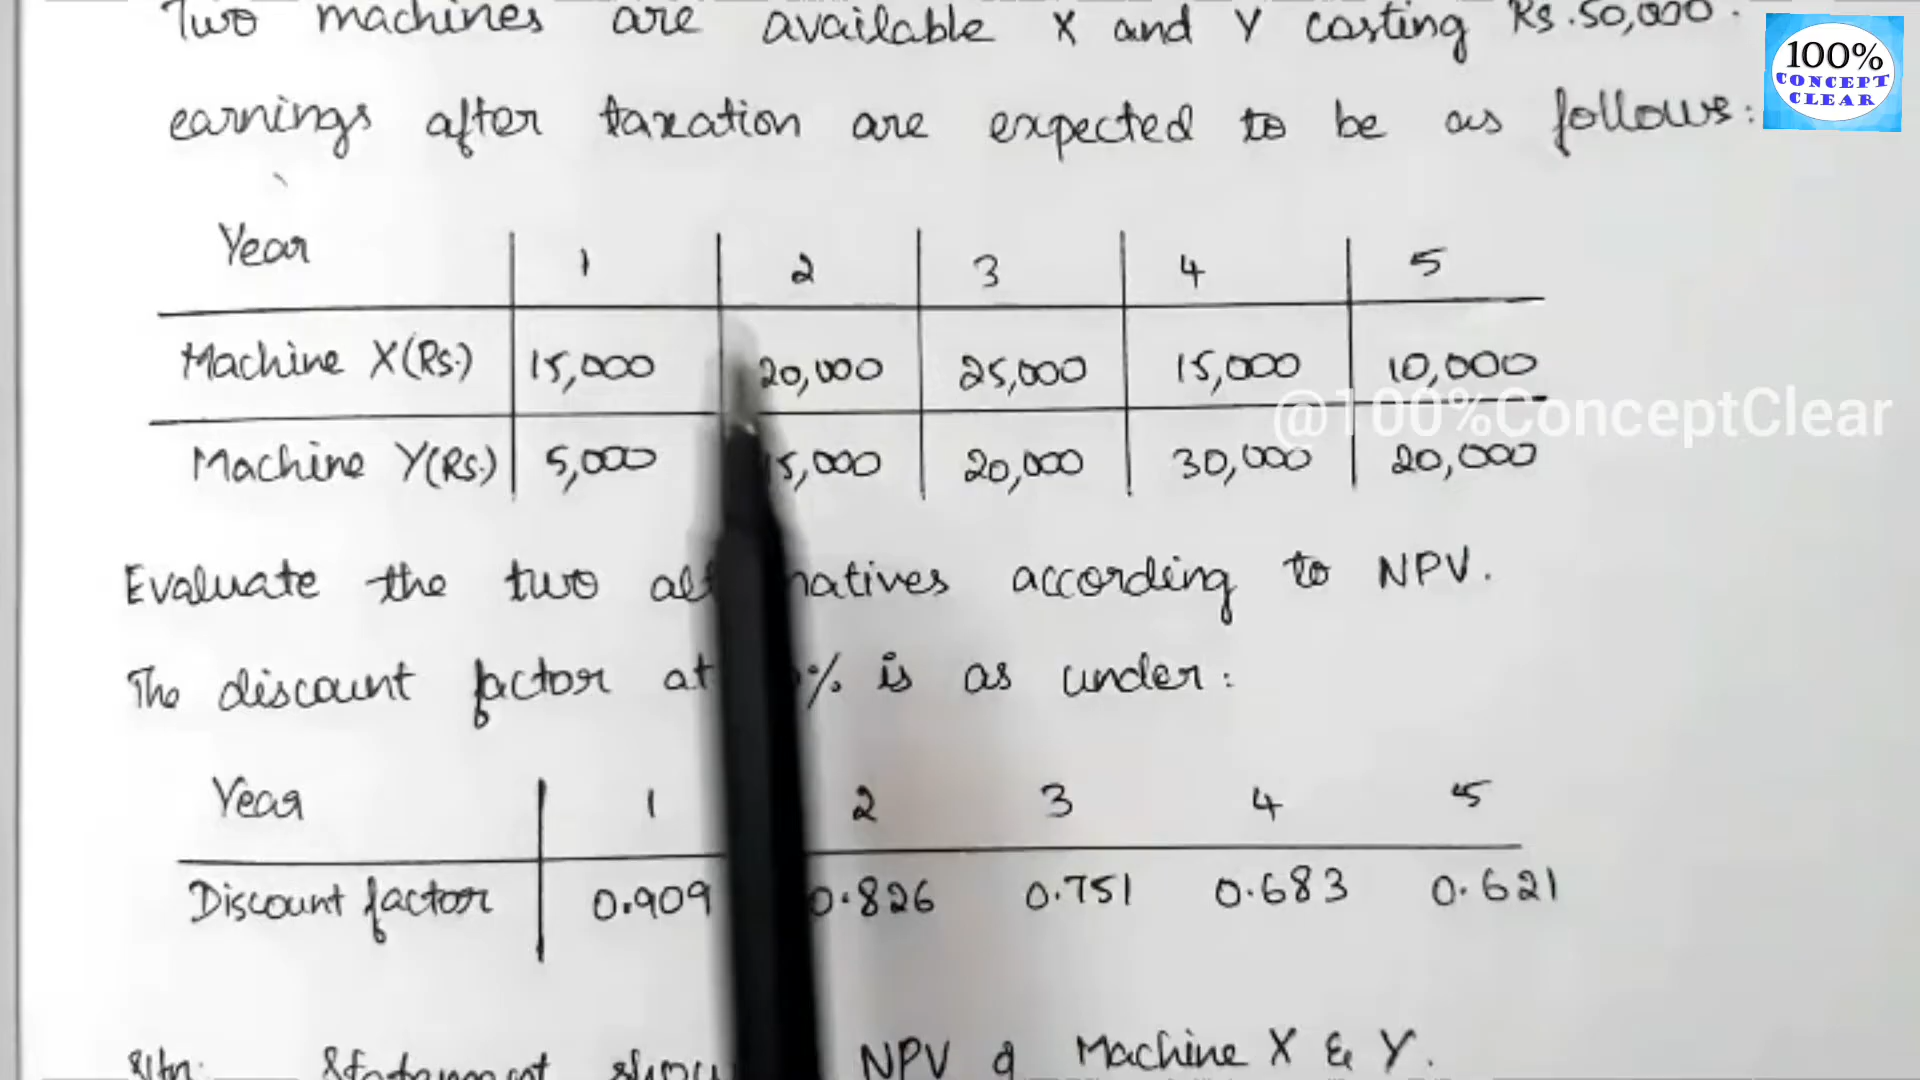 Two machines are available X and Y costing Rs.50,000.
earnings after taxation are expected to be as follows:
100%
CONCEPT
CLEAR
Year 1 2 3 4 5
Machine X(Rs.) 15,000 20,000 25,000 15,000 10,000
@100%ConceptClear
Machine Y(Rs.) 5,000 20,000 30,000 20,000
Evaluate the two according to NPV.
The discount factor at is as under:
Year 1 2 3 4 5
Discount factor 0.909 0.826 0.751 0.683 0.621
Statement NPV of Machine X & Y.